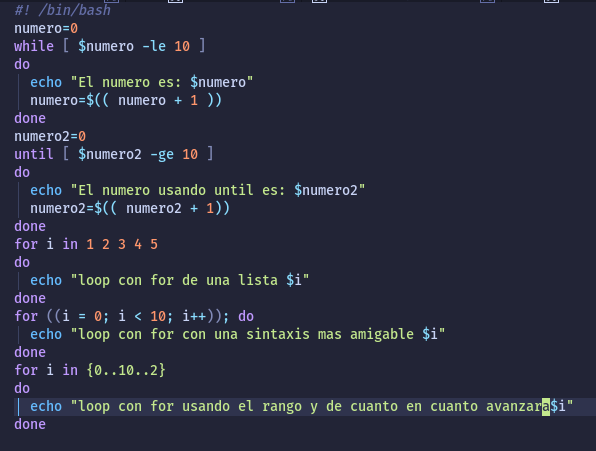 #! /bin/bash
numero=0
while [ $numero -le 10 ]
do
  echo "El numero es: $numero"
  numero=$(( numero + 1 ))
done
numero2=0
until [ $numero2 -ge 10 ]
do
  echo "El numero usando until es: $numero2"
  numero2=$(( numero2 + 1))
done
for i in 1 2 3 4 5
do
  echo "loop con for de una lista $i"
done
for ((i = 0; i < 10; i++)); do
  echo "loop con for con una sintaxis mas amigable $i"
done
for i in {0..10..2}
do
  echo "loop con for usando el rango y de cuanto en cuanto avanzara$i"
done